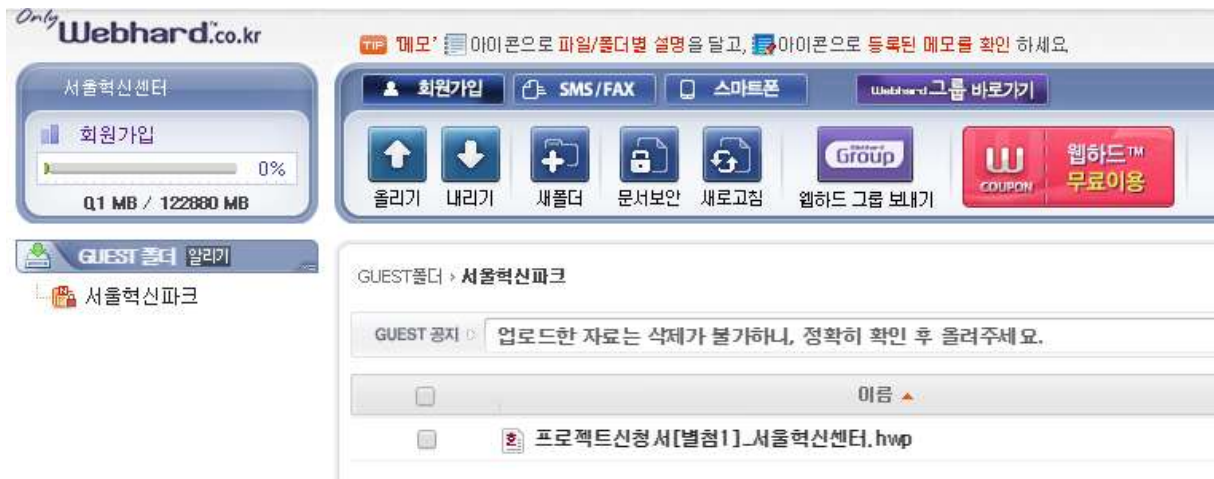 Only Webhard.co.kr
TIP '메모' 아이콘으로 파일/폴더별 설명을 달고, 아이콘으로 등록된 메모를 확인 하세요.
서울혁신센터
회원가입
0%
0.1 MB / 122880 MB
회원가입 SMS/FAX 스마트폰 Webhard 그룹 바로가기
올리기 내리기 새폴더 문서보안 새로고침
Webhard Group
웹하드 그룹 보내기
W COUPON
웹하드™
무료이용
GUEST 폴더 알리기
서울혁신파크
GUEST폴더 › 서울혁신파크
GUEST 공지 업로드한 자료는 삭제가 불가하니, 정확히 확인 후 올려주세요.
이름
프로젝트신청서[별첨1]_서울혁신센터.hwp